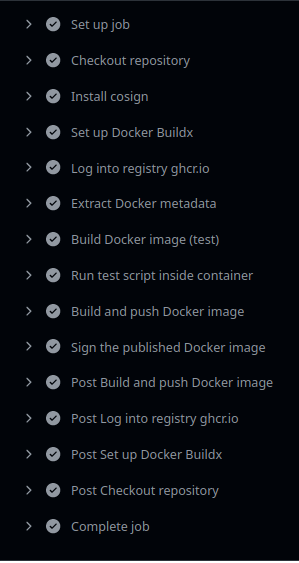 Set up job
Checkout repository
Install cosign
Set up Docker Buildx
Log into registry ghcr.io
Extract Docker metadata
Build Docker image (test)
Run test script inside container
Build and push Docker image
Sign the published Docker image
Post Build and push Docker image
Post Log into registry ghcr.io
Post Set up Docker Buildx
Post Checkout repository
Complete job